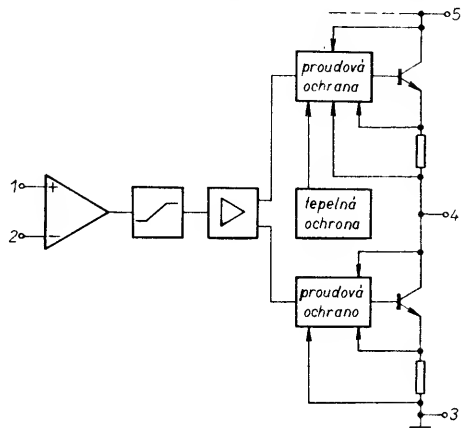 5
proudová
ochrana
1
+
2
−
tepelná
ochrona
4
proudová
ochrano
3